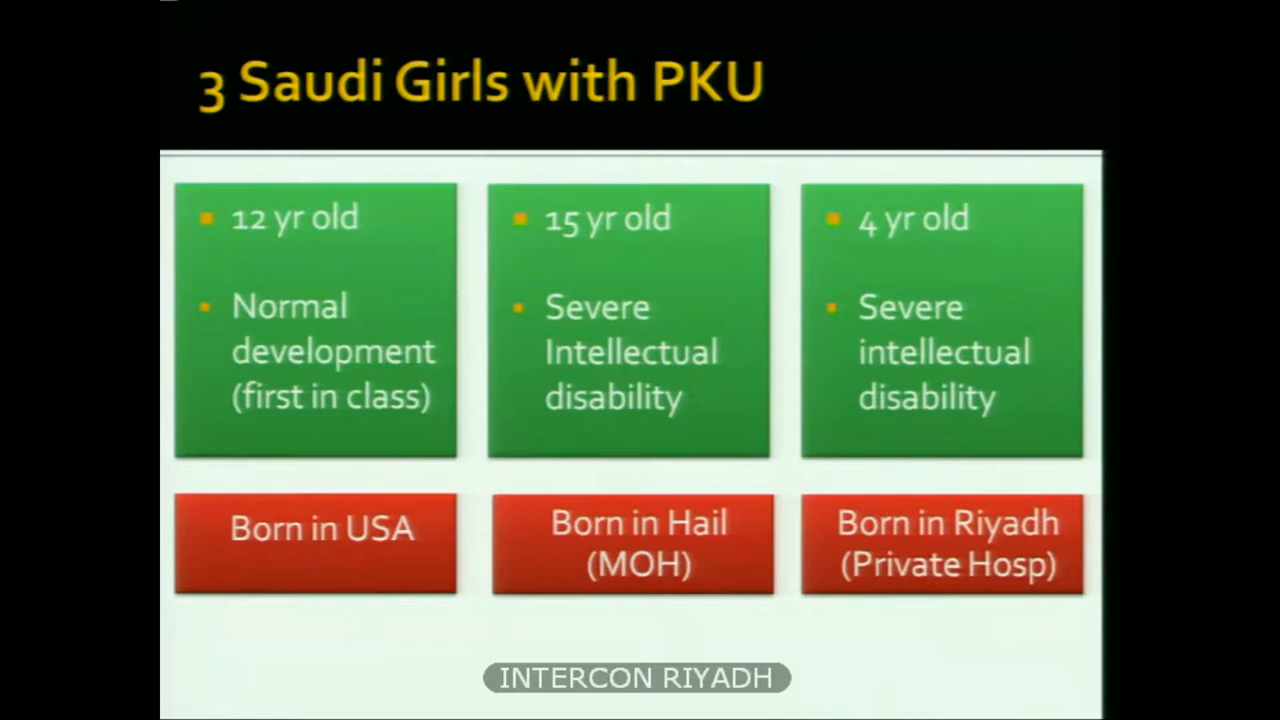 3 Saudi Girls with PKU
12 yr old
Normal
development
(first in class)
15 yr old
Severe
Intellectual
disability
4 yr old
Severe
intellectual
disability
Born in USA
Born in Hail
(MOH)
Born in Riyadh
(Private Hosp)
INTERCON RIYADH